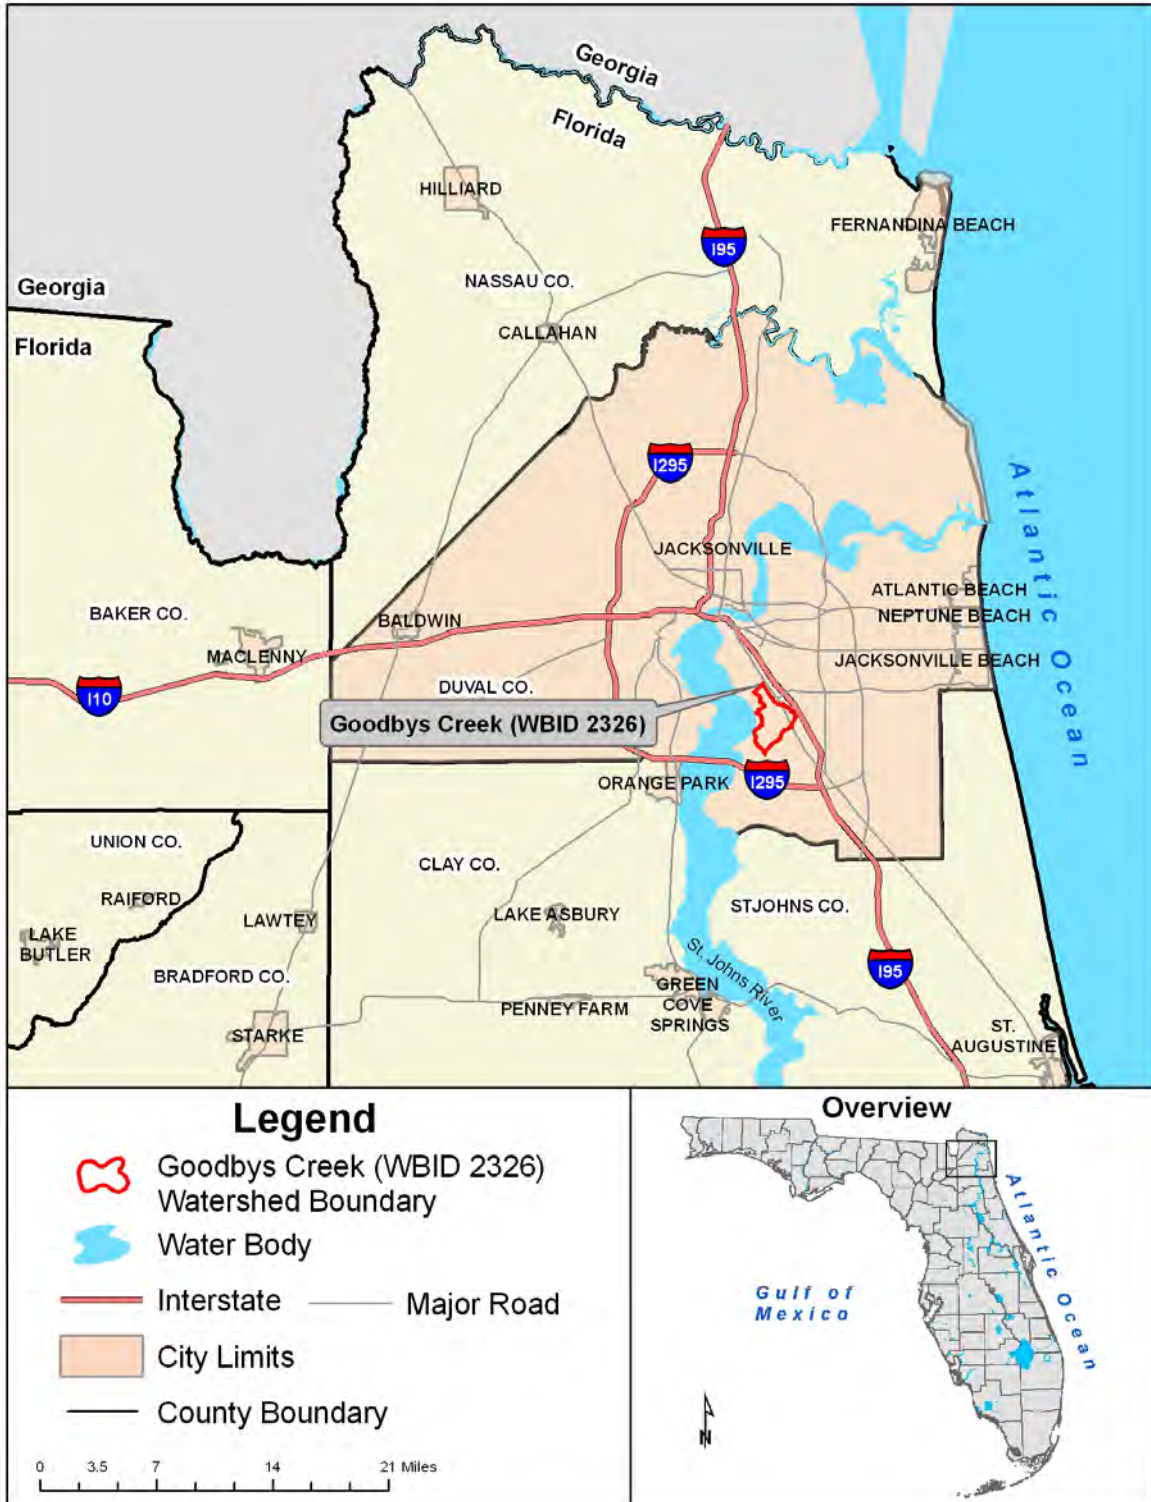 Georgia
Florida
HILLIARD
FERNANDINA BEACH
I95
NASSAU CO.
Georgia
CALLAHAN
Florida
I295
Atlantic Ocean
JACKSONVILLE
ATLANTIC BEACH
BAKER CO.
BALDWIN
NEPTUNE BEACH
MACLENNY
JACKSONVILLE BEACH
I10
DUVAL CO.
Goodbys Creek (WBID 2326)
ORANGE PARK
I295
UNION CO.
CLAY CO.
RAIFORD
STJOHNS CO.
LAWTEY
LAKE ASBURY
LAKE
BUTLER
St. Johns River
I95
BRADFORD CO.
GREEN
COVE
SPRINGS
PENNEY FARM
STARKE
ST.
AUGUSTINE
Legend
Goodbys Creek (WBID 2326)
Watershed Boundary
Water Body
Interstate
Major Road
City Limits
County Boundary
0 3.5 7 14 21 Miles
Overview
Atlantic Ocean
Gulf of
Mexico
N